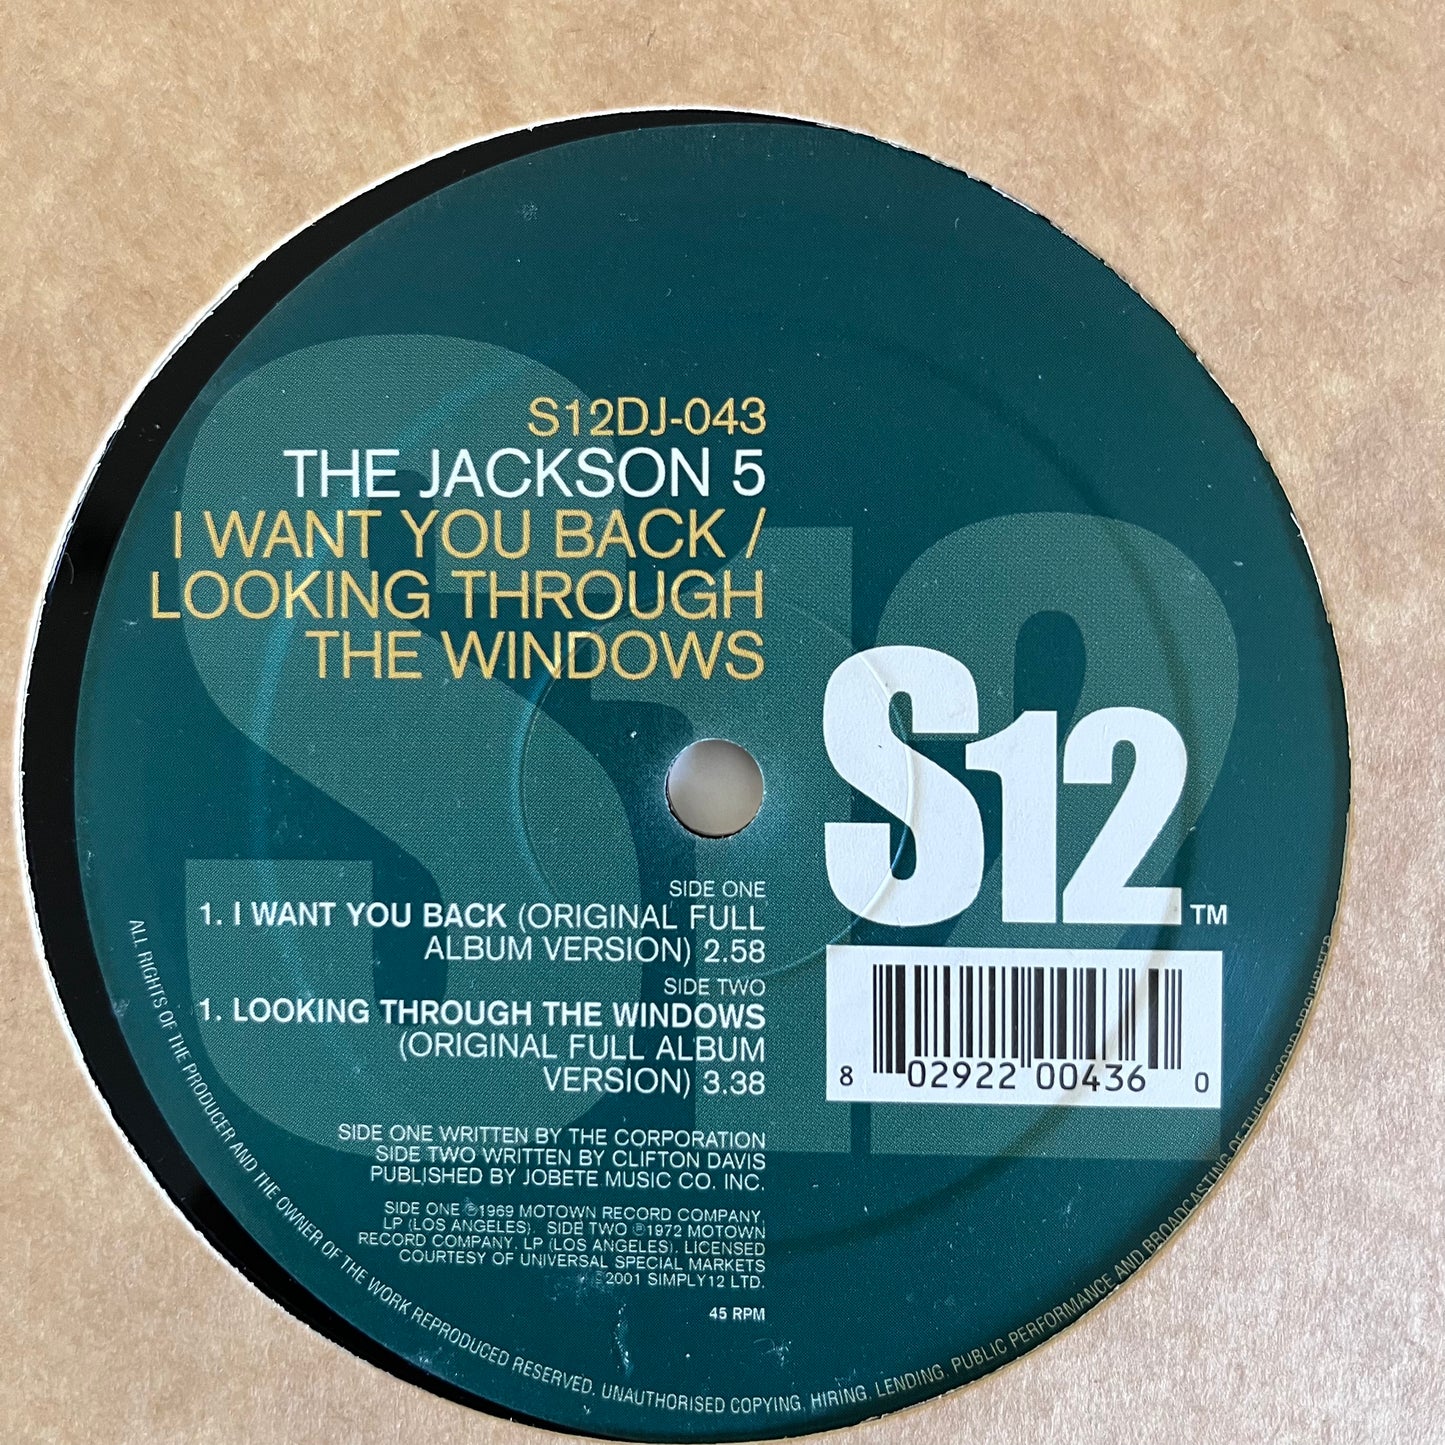 S12DJ-043
THE JACKSON 5
I WANT YOU BACK /
LOOKING THROUGH
THE WINDOWS
S12
S12™
SIDE ONE
1. I WANT YOU BACK (ORIGINAL FULL
ALBUM VERSION) 2.58
SIDE TWO
1. LOOKING THROUGH THE WINDOWS
(ORIGINAL FULL ALBUM
VERSION) 3.38
8 02922 00436 0
SIDE ONE WRITTEN BY THE CORPORATION
SIDE TWO WRITTEN BY CLIFTON DAVIS
PUBLISHED BY JOBETE MUSIC CO. INC.
SIDE ONE ℗1969 MOTOWN RECORD COMPANY,
LP (LOS ANGELES). SIDE TWO ℗1972 MOTOWN
RECORD COMPANY, LP (LOS ANGELES). LICENSED
COURTESY OF UNIVERSAL SPECIAL MARKETS
2001 SIMPLY12 LTD.
45 RPM
ALL RIGHTS OF THE PRODUCER AND THE OWNER OF THE WORK REPRODUCED RESERVED. UNAUTHORISED COPYING, HIRING, LENDING, PUBLIC PERFORMANCE AND BROADCASTING OF THIS RECORD PROHIBITED